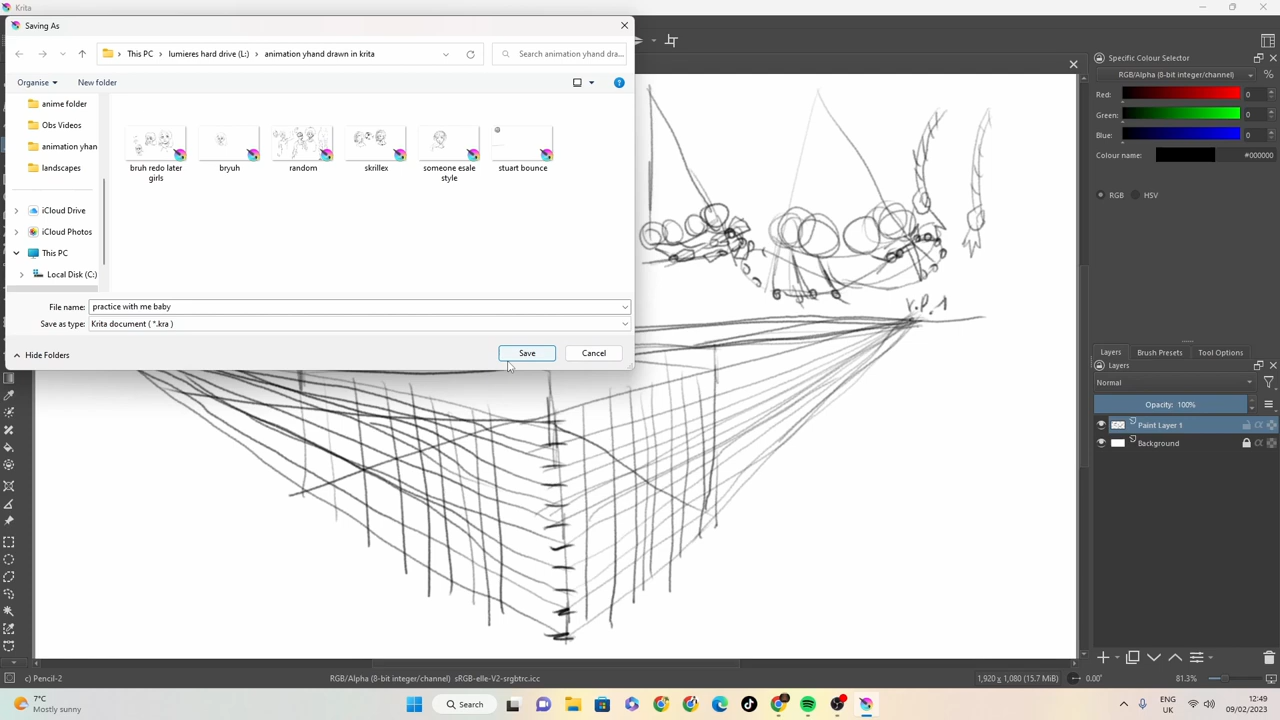 Krita
Saving As
This PC
lumieres hard drive (L:)
animation yhand drawn in krita
Search animation yhand dra...
Organise
New folder
anime folder
Obs Videos
animation yhan
landscapes
iCloud Drive
iCloud Photos
This PC
Local Disk (C:)
bruh redo later girls
bryuh
random
skrillex
someone esale style
stuart bounce
File name:
practice with me baby
Save as type:
Krita document ( *.kra )
Hide Folders
Save
Cancel
V.P. 1
Specific Colour Selector
RGB/Alpha (8-bit integer/channel)
%
Red:
0
Green:
0
Blue:
0
Colour name:
#000000
RGB
HSV
Layers
Brush Presets
Tool Options
Layers
Normal
Opacity: 100%
Paint Layer 1
Background
c) Pencil-2
RGB/Alpha (8-bit integer/channel) sRGB-elle-V2-srgbtrc.icc
1,920 x 1,080 (15.7 MiB)
0.00°
81.3%
7°C
Mostly sunny
Search
ENG
UK
12:49
09/02/2023